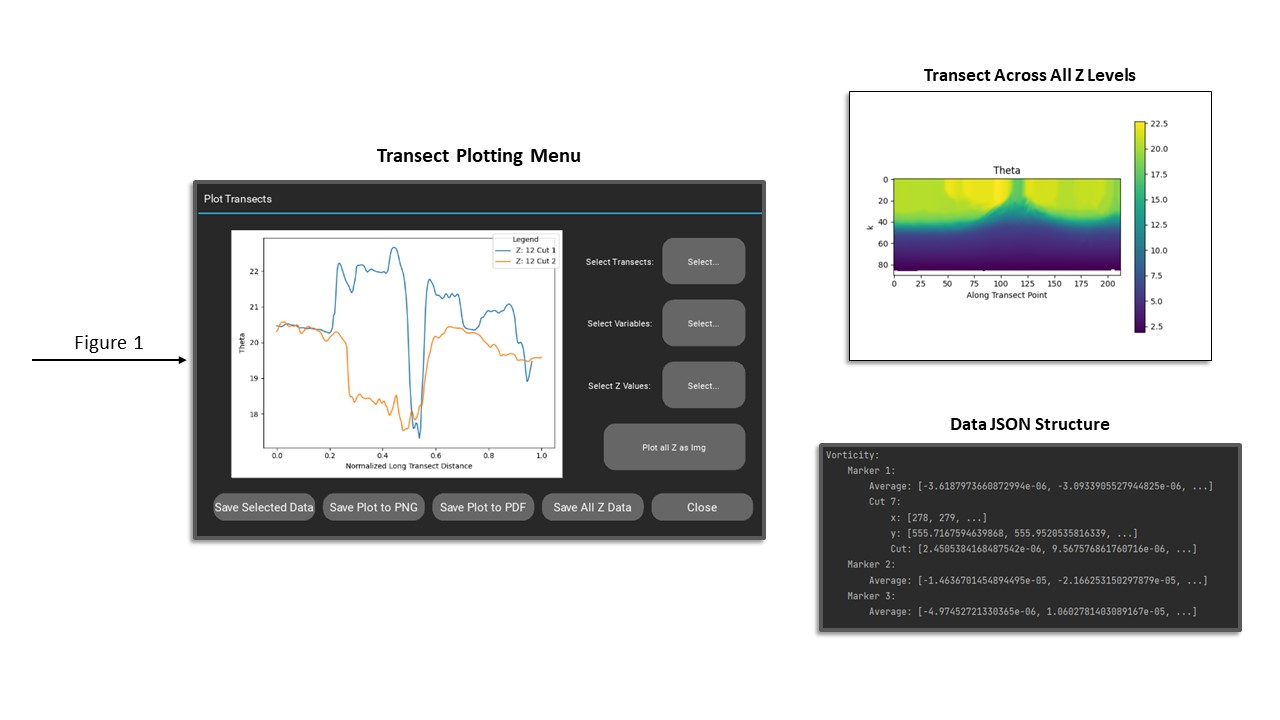 Figure 1
Transect Plotting Menu
Plot Transects
Legend
Z: 12 Cut 1
Z: 12 Cut 2
Theta
22
21
20
19
18
0.0 0.2 0.4 0.6 0.8 1.0
Normalized Long Transect Distance
Select Transects: Select...
Select Variables: Select...
Select Z Values: Select...
Plot all Z as Img
Save Selected Data Save Plot to PNG Save Plot to PDF Save All Z Data Close
Transect Across All Z Levels
Theta
k
0
20
40
60
80
0 25 50 75 100 125 150 175 200
Along Transect Point
22.5
20.0
17.5
15.0
12.5
10.0
7.5
5.0
2.5
Data JSON Structure
Vorticity:
Marker 1:
Average: [-3.6187973660872994e-06, -3.0933905527944825e-06, ...]
Cut 7:
x: [278, 279, ...]
y: [555.7167594639868, 555.9520535816339, ...]
Cut: [2.4505384168487542e-06, 9.567576861760716e-06, ...]
Marker 2:
Average: [-1.4636701454894495e-05, -2.166253150297879e-05, ...]
Marker 3:
Average: [-4.97452721330365e-06, 1.0602781403089167e-05, ...]